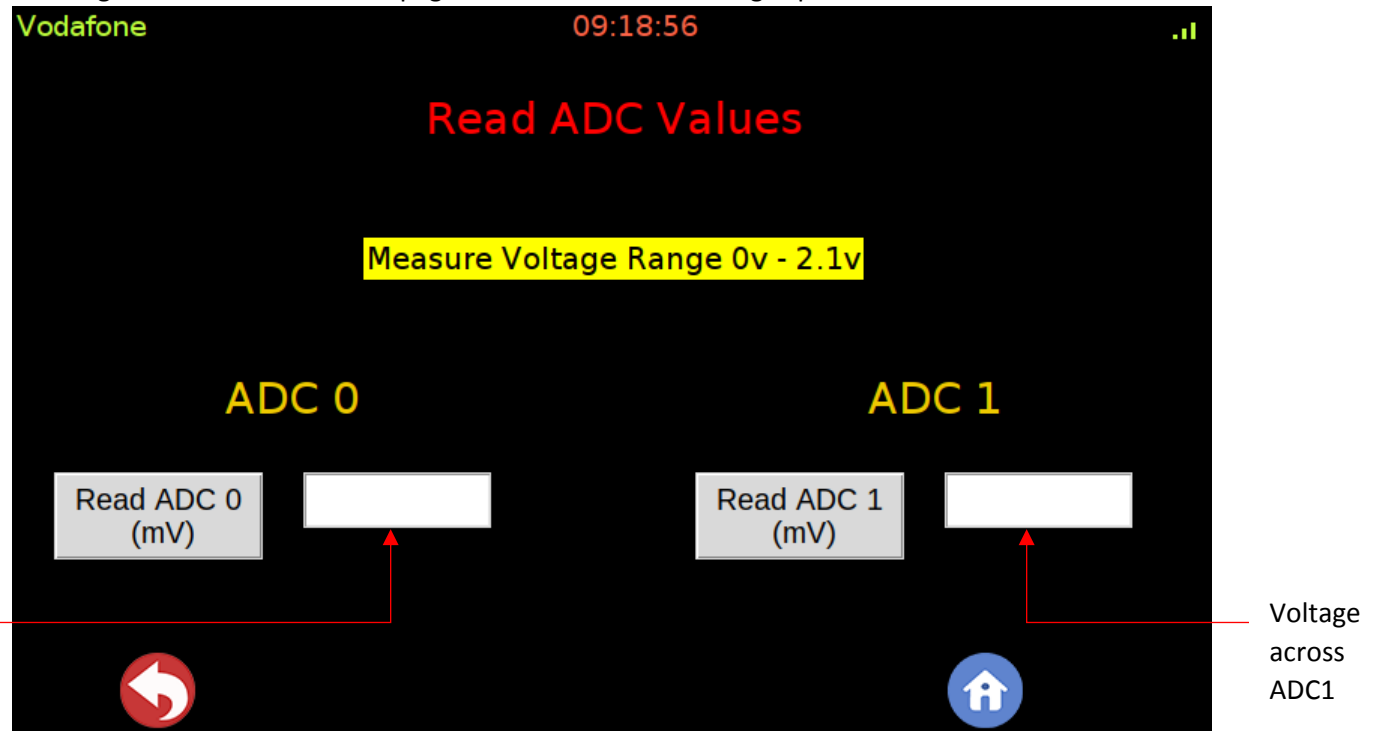 Vodafone
09:18:56
Read ADC Values
Measure Voltage Range 0v - 2.1v
ADC 0
ADC 1
Read ADC 0
(mV)
Read ADC 1
(mV)
Voltage
across
ADC1